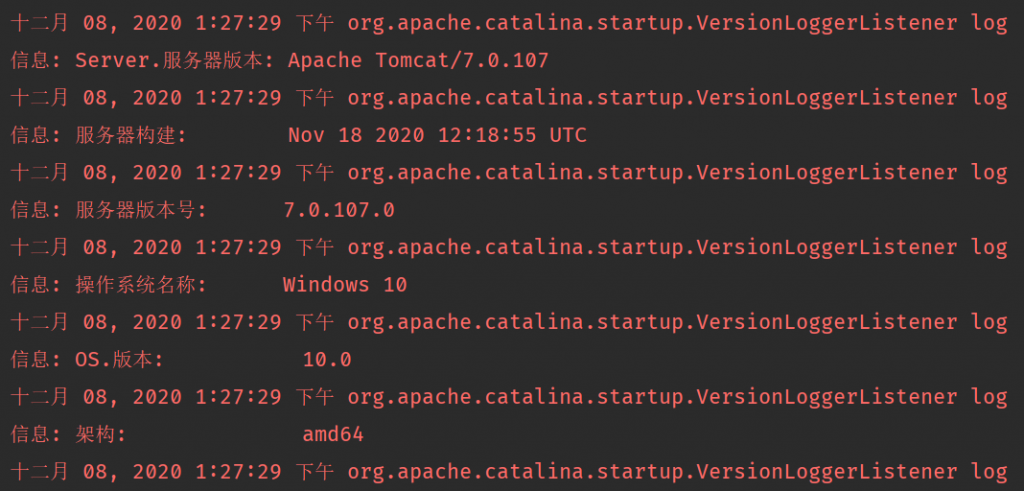 十二月 08, 2020 1:27:29 下午 org.apache.catalina.startup.VersionLoggerListener log
信息: Server.服务器版本: Apache Tomcat/7.0.107
十二月 08, 2020 1:27:29 下午 org.apache.catalina.startup.VersionLoggerListener log
信息: 服务器构建:        Nov 18 2020 12:18:55 UTC
十二月 08, 2020 1:27:29 下午 org.apache.catalina.startup.VersionLoggerListener log
信息: 服务器版本号:      7.0.107.0
十二月 08, 2020 1:27:29 下午 org.apache.catalina.startup.VersionLoggerListener log
信息: 操作系统名称:      Windows 10
十二月 08, 2020 1:27:29 下午 org.apache.catalina.startup.VersionLoggerListener log
信息: OS.版本:           10.0
十二月 08, 2020 1:27:29 下午 org.apache.catalina.startup.VersionLoggerListener log
信息: 架构:              amd64
十二月 08, 2020 1:27:29 下午 org.apache.catalina.startup.VersionLoggerListener log